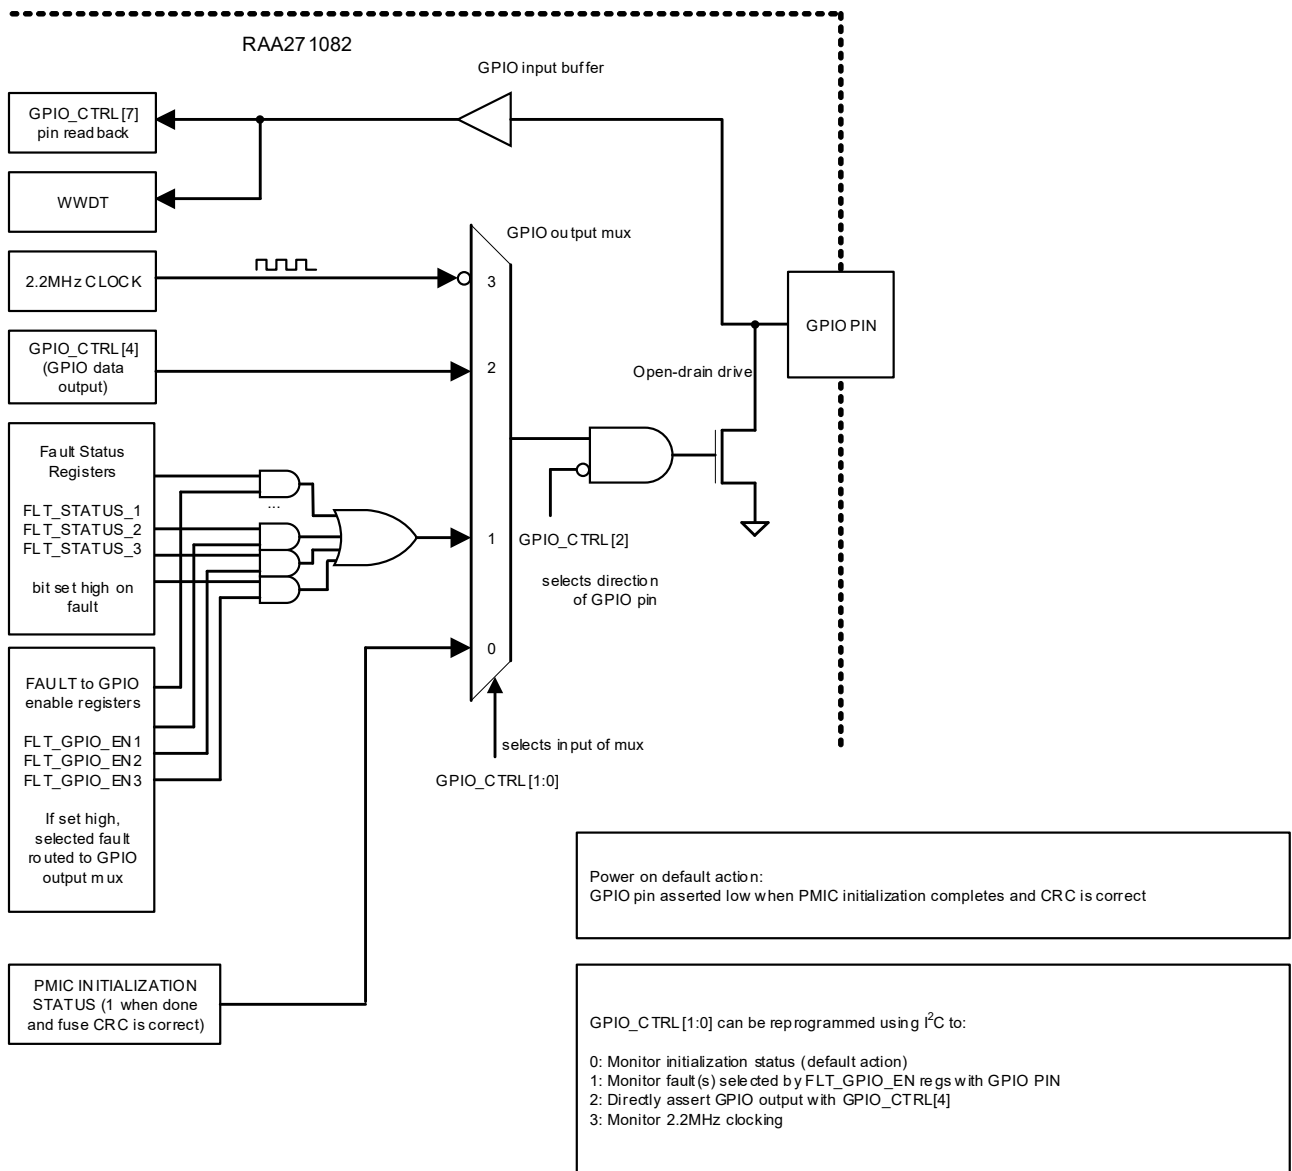 RAA271082
GPIO input buffer
GPIO_CTRL[7]
pin readback
WWDT
GPIO output mux
2.2MHz CLOCK
3
GPIO PIN
GPIO_CTRL[4]
(GPIO data
output)
2
Open-drain drive
Fault Status
Registers
FLT_STATUS_1
FLT_STATUS_2
FLT_STATUS_3
bit set high on
fault
...
1
GPIO_CTRL[2]
selects direction
of GPIO pin
0
FAULT to GPIO
enable registers
FLT_GPIO_EN1
FLT_GPIO_EN2
FLT_GPIO_EN3
If set high,
selected fault
routed to GPIO
output mux
selects input of mux
GPIO_CTRL[1:0]
Power on default action:
GPIO pin asserted low when PMIC initialization completes and CRC is correct
PMIC INITIALIZATION
STATUS (1 when done
and fuse CRC is correct)
GPIO_CTRL[1:0] can be reprogrammed using I²C to:
0: Monitor initialization status (default action)
1: Monitor fault(s) selected by FLT_GPIO_EN regs with GPIO PIN
2: Directly assert GPIO output with GPIO_CTRL[4]
3: Monitor 2.2MHz clocking